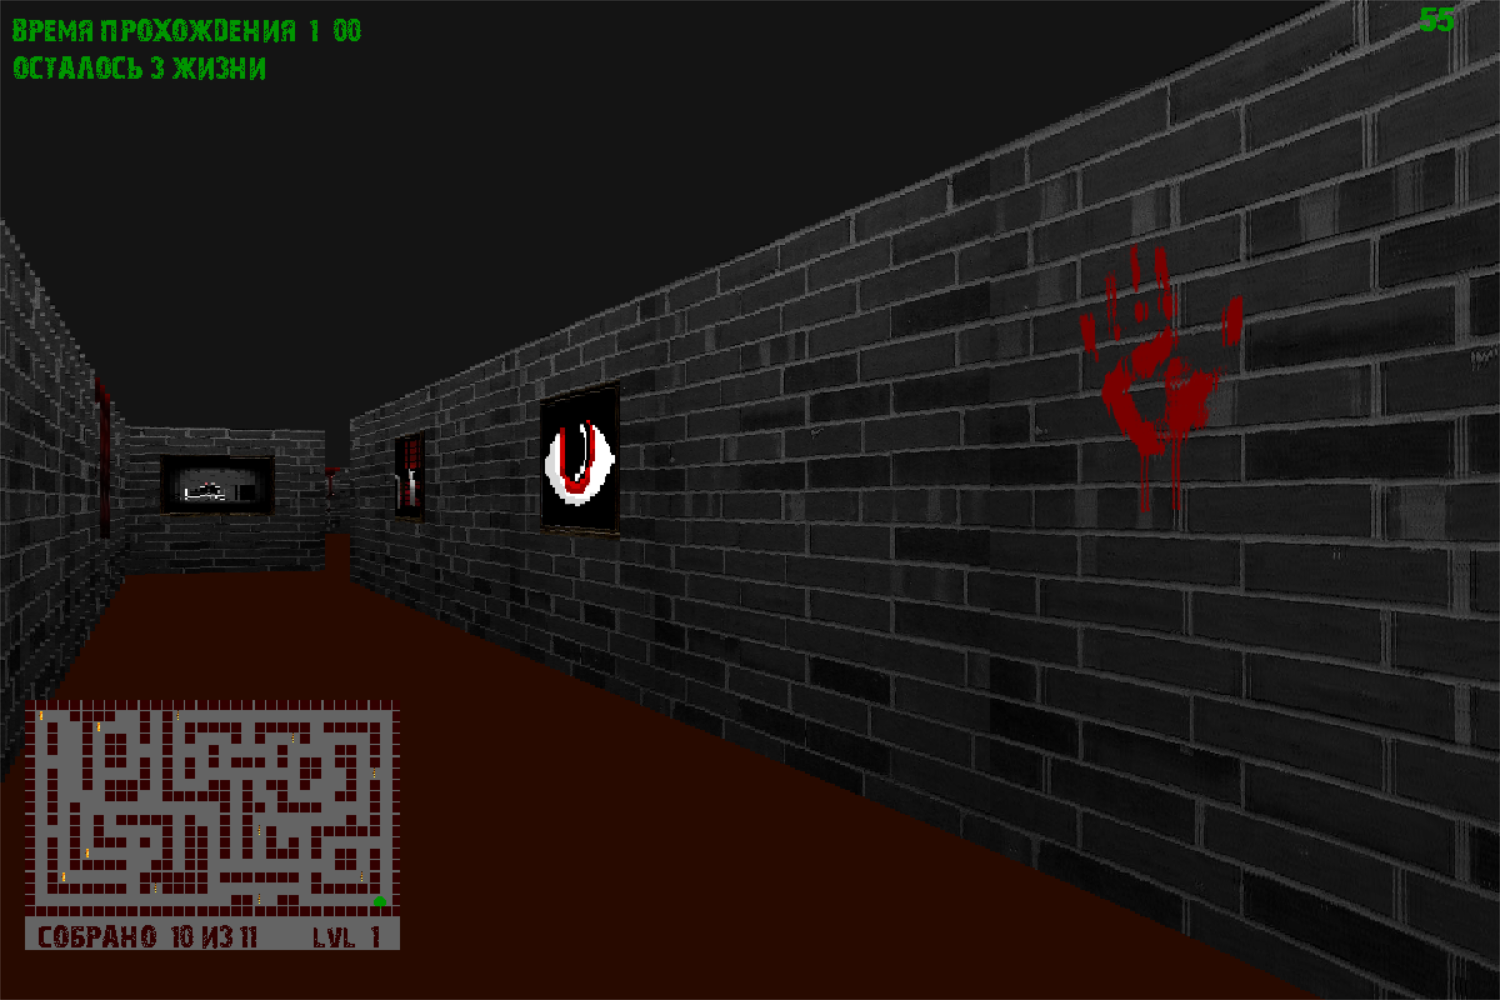 ВРЕМЯ ПРОХОЖДЕНИЯ 1 00
55
ОСТАЛОСЬ 3 ЖИЗНИ
СОБРАНО 10 ИЗ 11 LVL 1